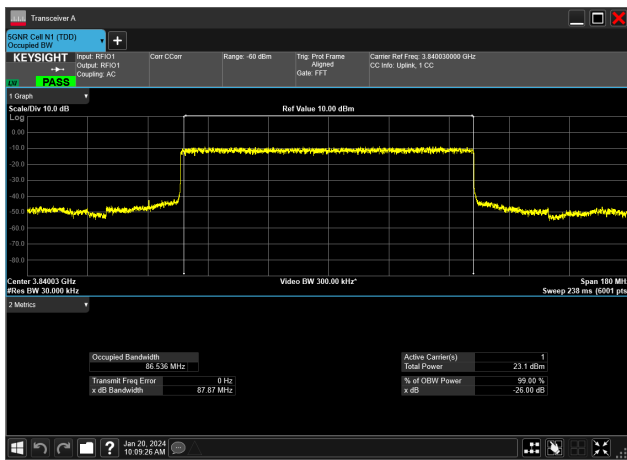 Transceiver A
5GNR Cell N1 (TDD)
Occupied BW
KEYSIGHT
Input: RFIO1
Output: RFIO1
Coupling: AC
Corr CCorr
Range: -60 dBm
Trig: Prot Frame
Aligned
Gate: FFT
Carrier Ref Freq: 3.840030000 GHz
CC Info: Uplink, 1 CC
PASS
1 Graph
Scale/Div 10.0 dB
Ref Value 10.00 dBm
Log
0.00
-10.0
-20.0
-30.0
-40.0
-50.0
-60.0
-70.0
-80.0
Center 3.84003 GHz
Video BW 300.00 kHz*
Span 180 MHz
#Res BW 30.000 kHz
Sweep 238 ms (6001 pts
2 Metrics
Occupied Bandwidth
86.536 MHz
Transmit Freq Error 0 Hz
x dB Bandwidth 87.87 MHz
Active Carrier(s) 1
Total Power 23.1 dBm
% of OBW Power 99.00 %
x dB -26.00 dB
Jan 20, 2024
10:09:26 AM